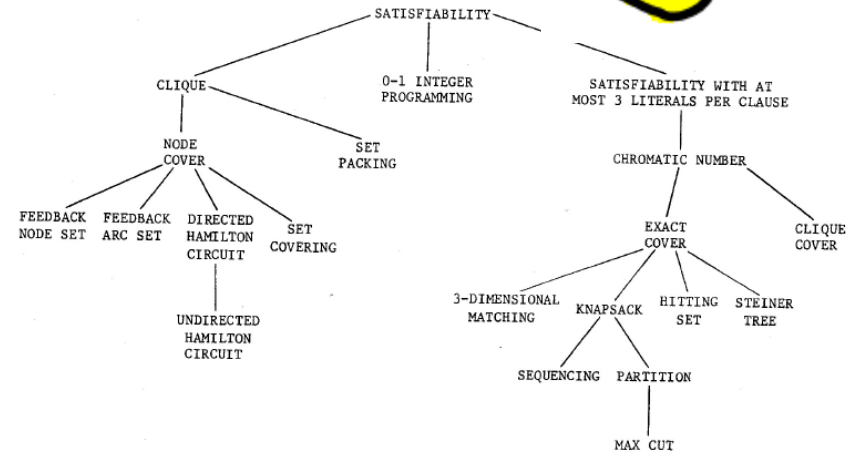 SATISFIABILITY
CLIQUE
0-1 INTEGER
PROGRAMMING
SATISFIABILITY WITH AT
MOST 3 LITERALS PER CLAUSE
NODE
COVER
SET
PACKING
CHROMATIC NUMBER
FEEDBACK
NODE SET
FEEDBACK
ARC SET
DIRECTED
HAMILTON
CIRCUIT
SET
COVERING
EXACT
COVER
CLIQUE
COVER
3-DIMENSIONAL
MATCHING
KNAPSACK
HITTING
SET
STEINER
TREE
UNDIRECTED
HAMILTON
CIRCUIT
SEQUENCING
PARTITION
MAX CUT